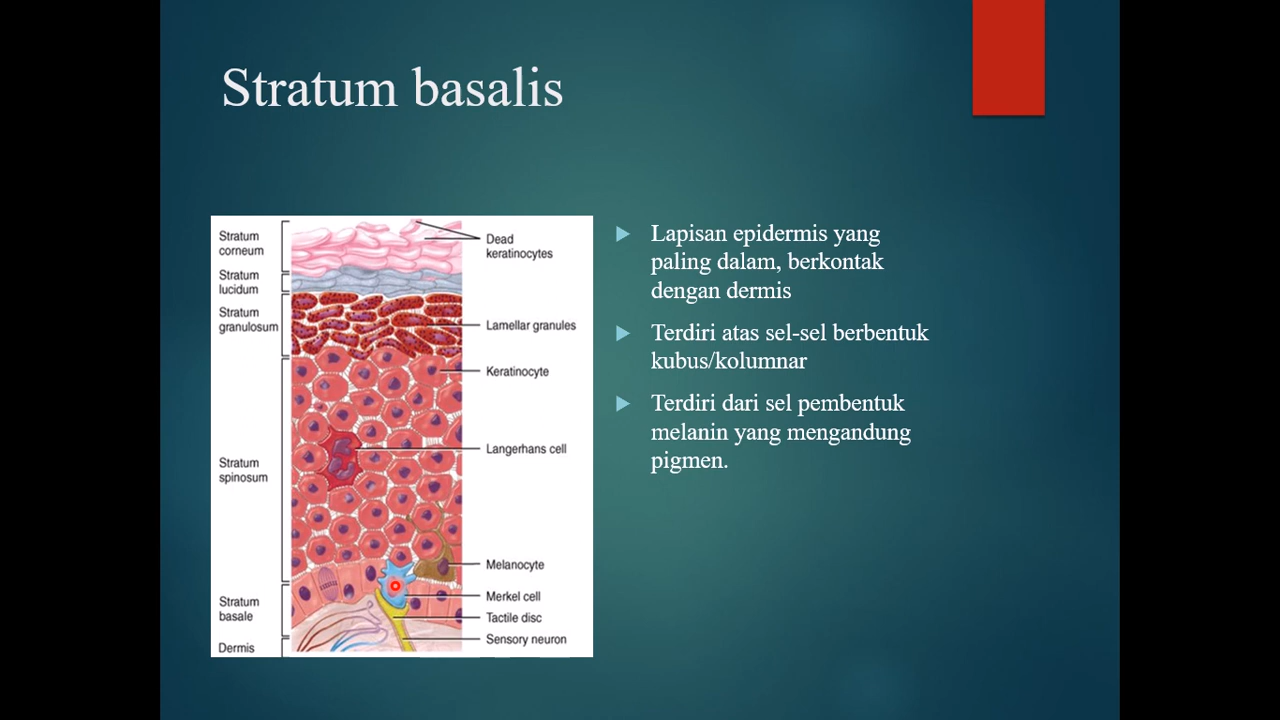 Stratum basalis
Stratum
corneum
Stratum
lucidum
Stratum
granulosum
Stratum
spinosum
Stratum
basale
Dermis
Dead
keratinocytes
Lamellar granules
Keratinocyte
Langerhans cell
Melanocyte
Merkel cell
Tactile disc
Sensory neuron
Lapisan epidermis yang
paling dalam, berkontak
dengan dermis
Terdiri atas sel-sel berbentuk
kubus/kolumnar
Terdiri dari sel pembentuk
melanin yang mengandung
pigmen.